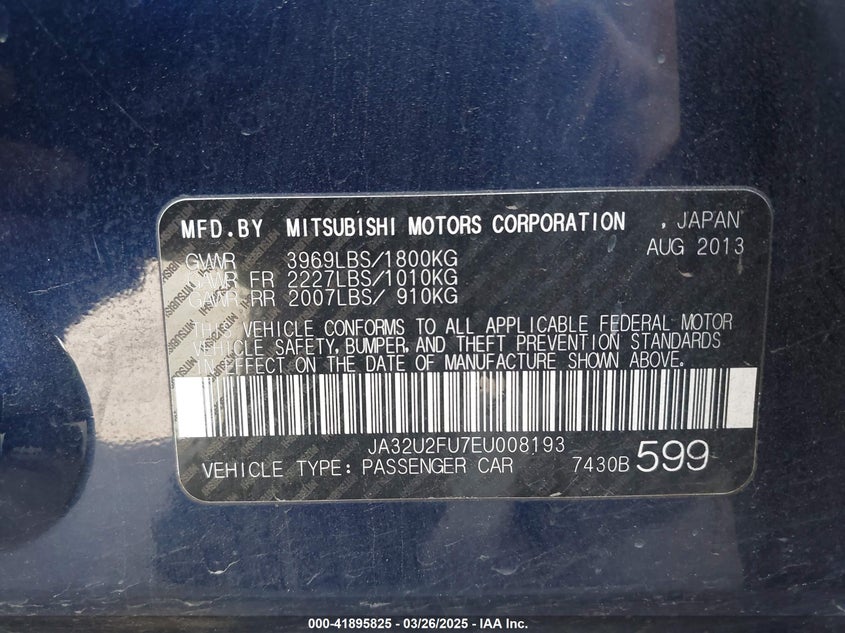 MFD.BY MITSUBISHI MOTORS CORPORATION , JAPAN
AUG 2013
GVWR 3969LBS/1800KG
GAWR FR 2227LBS/1010KG
GAWR RR 2007LBS/ 910KG
THIS VEHICLE CONFORMS TO ALL APPLICABLE FEDERAL MOTOR
VEHICLE SAFETY, BUMPER, AND THEFT PREVENTION STANDARDS
IN EFFECT ON THE DATE OF MANUFACTURE SHOWN ABOVE.
JA32U2FU7EU008193
VEHICLE TYPE: PASSENGER CAR 7430B 599
000-41895825 - 03/26/2025 - IAA Inc.